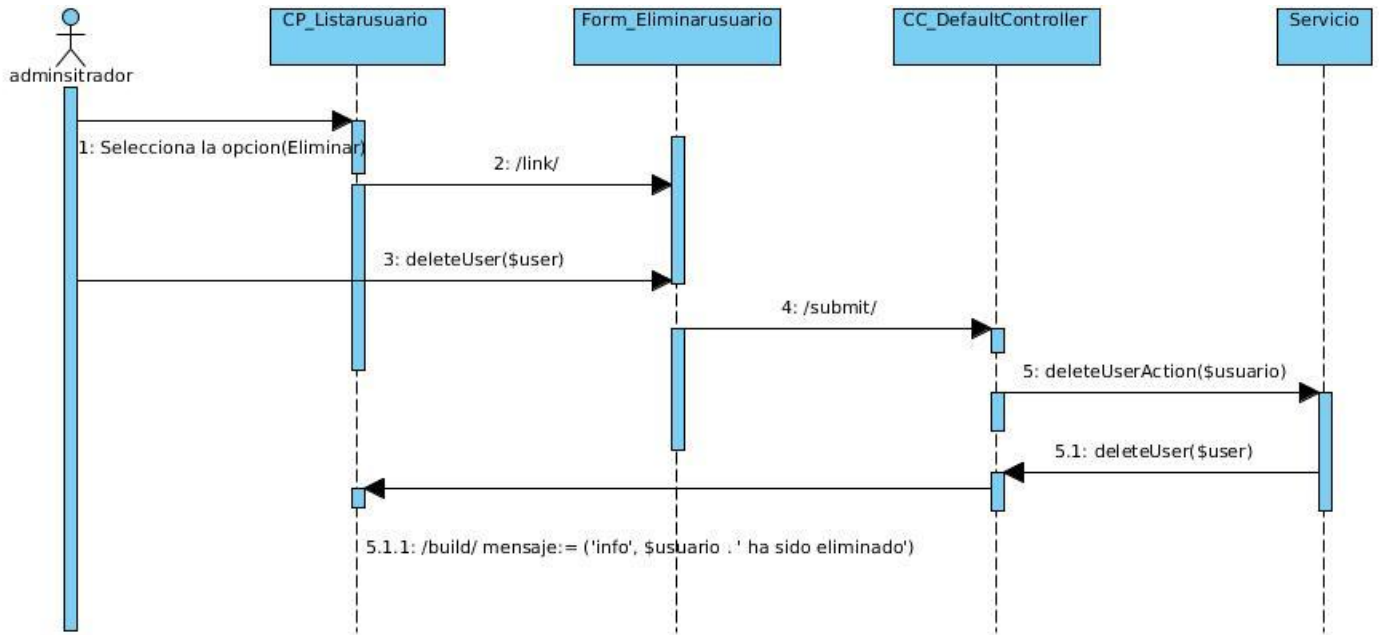 CP_Listarusuario
Form_Eliminarusuario
CC_DefaultController
Servicio
adminsitrador
1: Selecciona la opcion(Eliminar)
2: /link/
3: deleteUser($user)
4: /submit/
5: deleteUserAction($usuario)
5.1: deleteUser($user)
5.1.1: /build/ mensaje:= ('info', $usuario . ' ha sido eliminado')